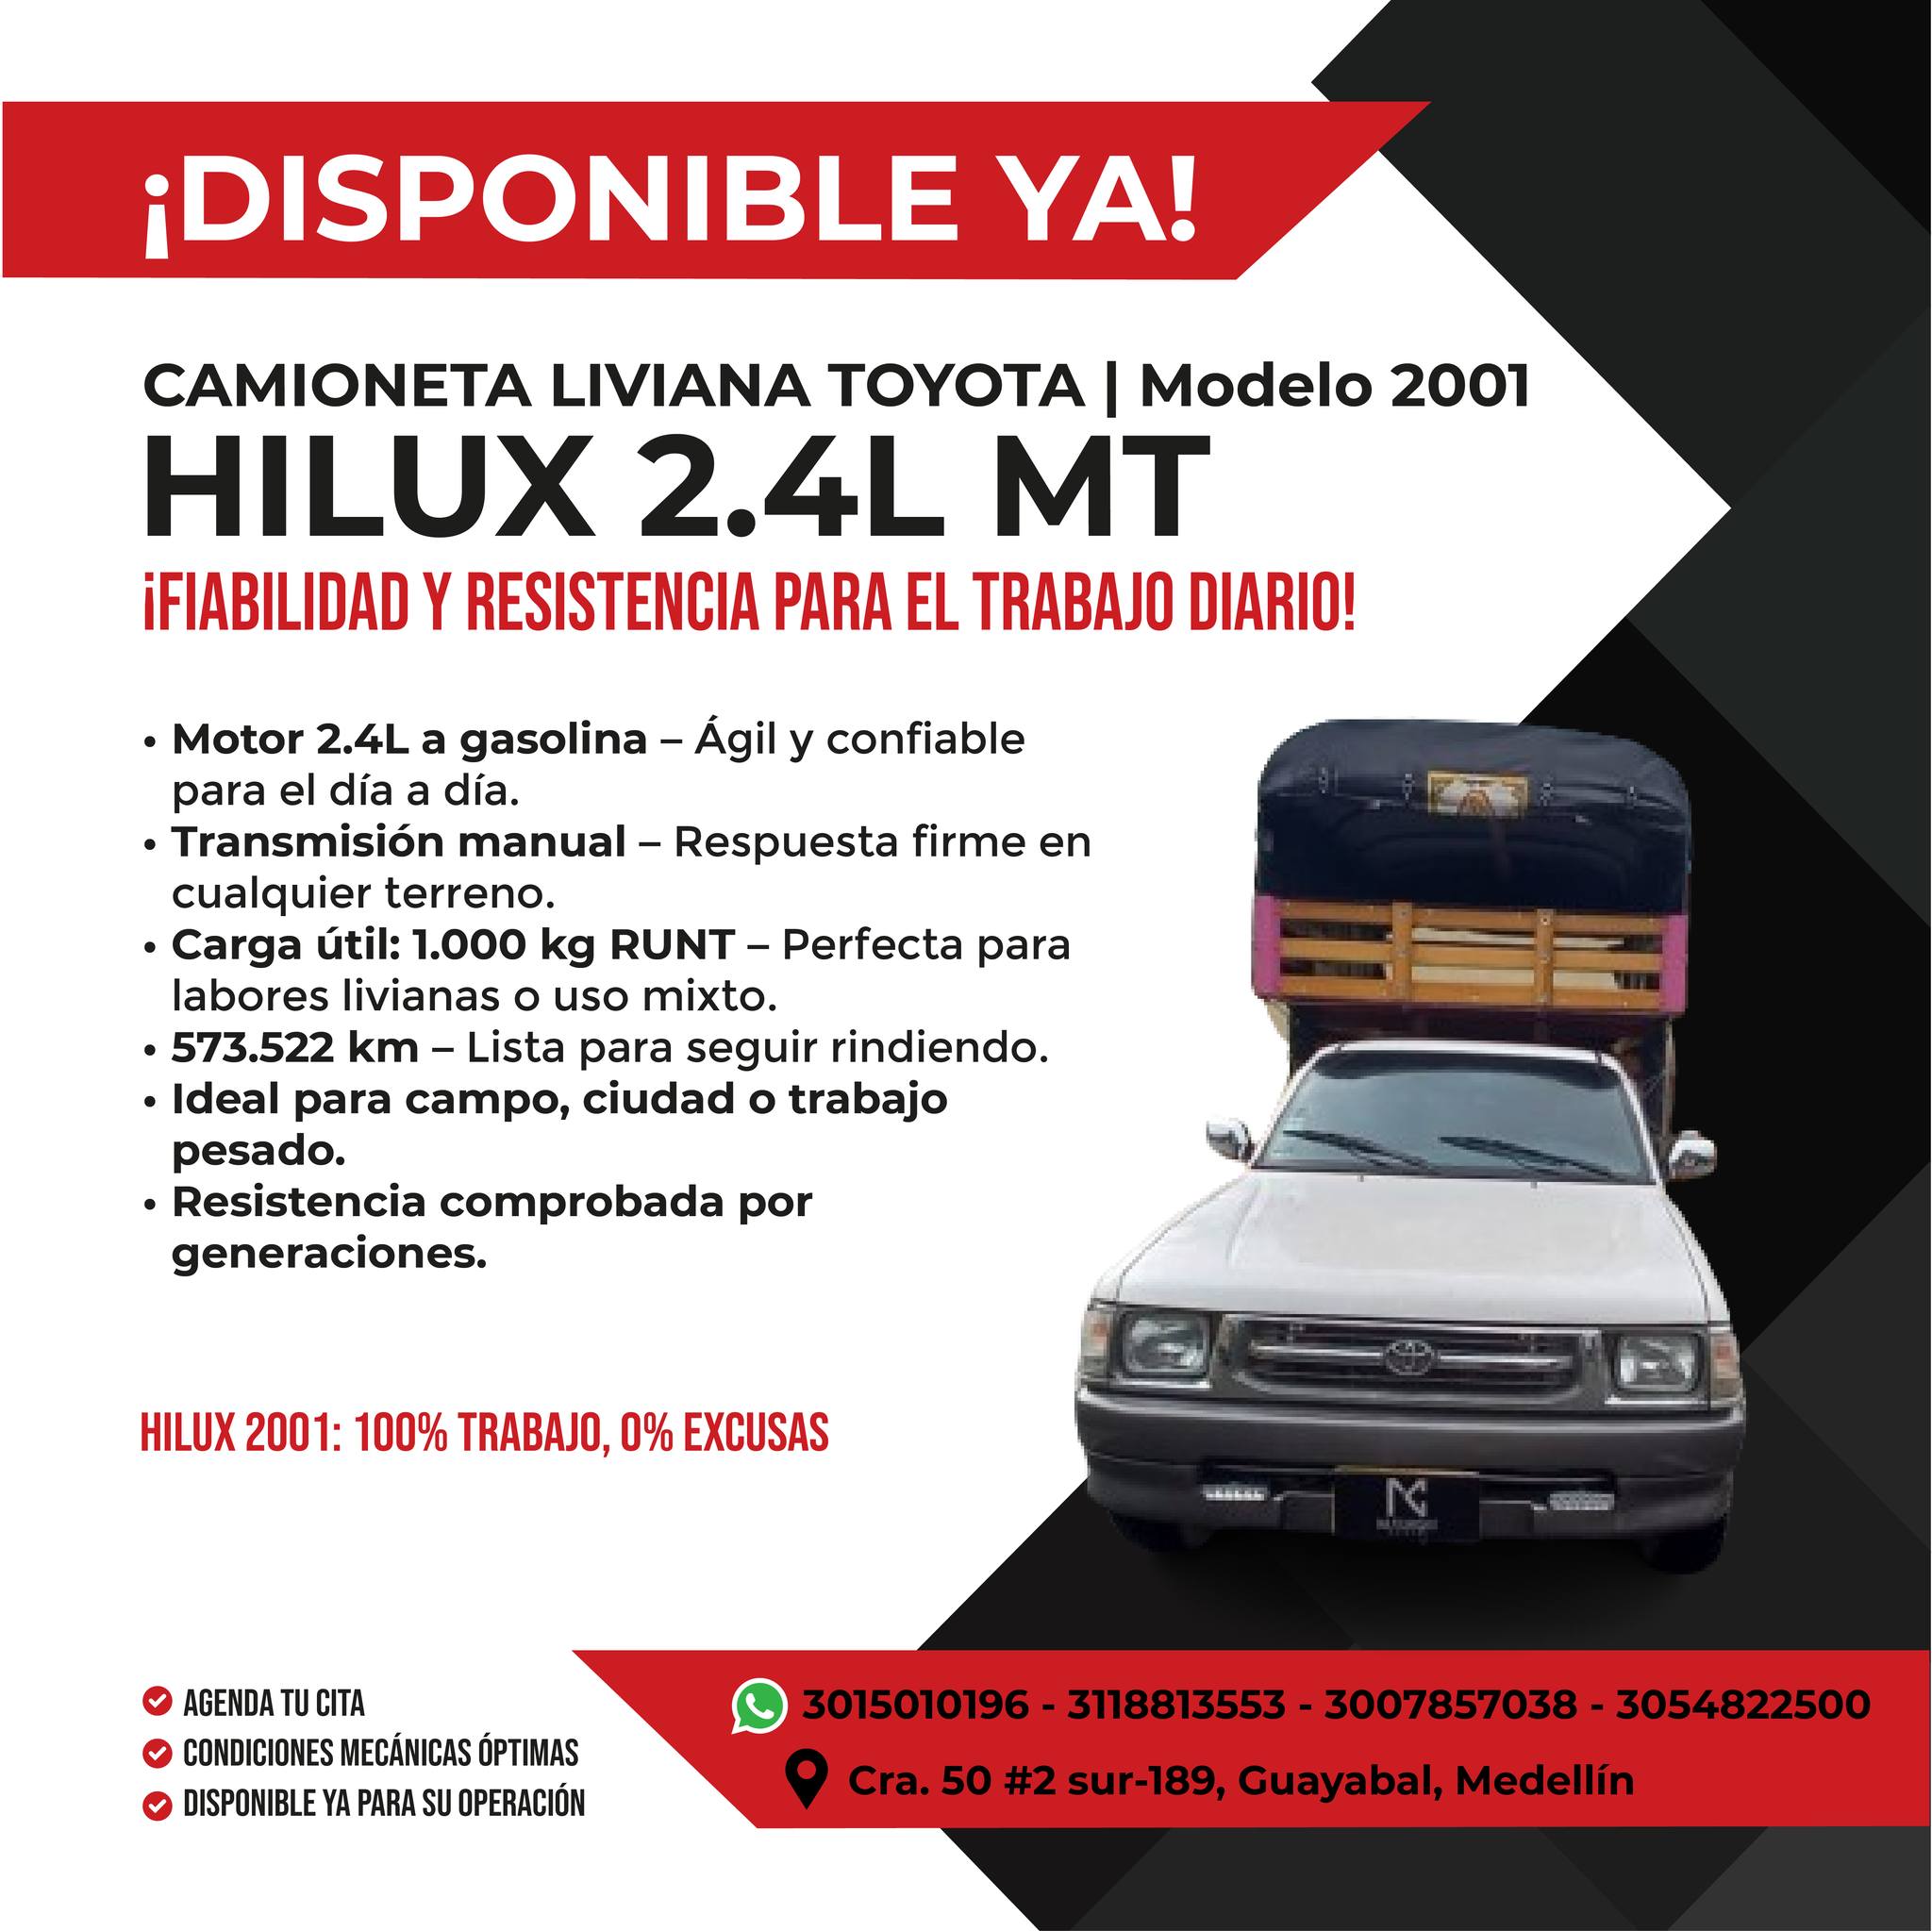 ¡DISPONIBLE YA!
CAMIONETA LIVIANA TOYOTA | Modelo 2001
HILUX 2.4L MT
¡FIABILIDAD Y RESISTENCIA PARA EL TRABAJO DIARIO!
• Motor 2.4L a gasolina – Ágil y confiable
para el día a día.
• Transmisión manual – Respuesta firme en
cualquier terreno.
• Carga útil: 1.000 kg RUNT – Perfecta para
labores livianas o uso mixto.
• 573.522 km – Lista para seguir rindiendo.
• Ideal para campo, ciudad o trabajo
pesado.
• Resistencia comprobada por
generaciones.
HILUX 2001: 100% TRABAJO, 0% EXCUSAS
AGENDA TU CITA
CONDICIONES MECÁNICAS ÓPTIMAS
DISPONIBLE YA PARA SU OPERACIÓN
3015010196 - 3118813553 - 3007857038 - 3054822500
Cra. 50 #2 sur-189, Guayabal, Medellín